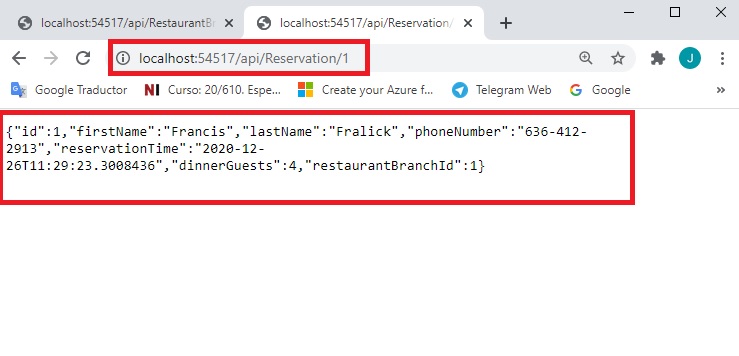 localhost:54517/api/RestaurantBr
localhost:54517/api/Reservation/
localhost:54517/api/Reservation/1
J
Google Traductor
NI Curso: 20/610. Espe...
Create your Azure f...
Telegram Web
Google
»
{"id":1,"firstName":"Francis","lastName":"Fralick","phoneNumber":"636-412-
2913","reservationTime":"2020-12-
26T11:29:23.3008436","dinnerGuests":4,"restaurantBranchId":1}